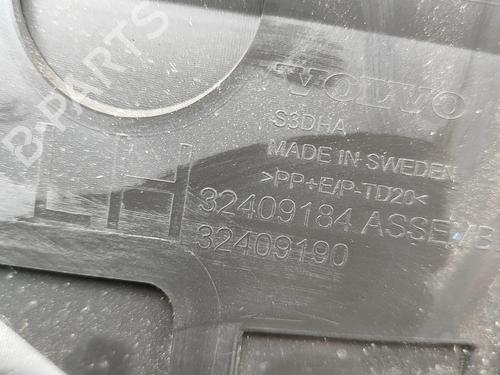 B-PARTS
VOLVO
S3DHA
MADE IN SWEDEN
>PP+E/P-TD20<
LH
32409184 ASSEMB
32409190